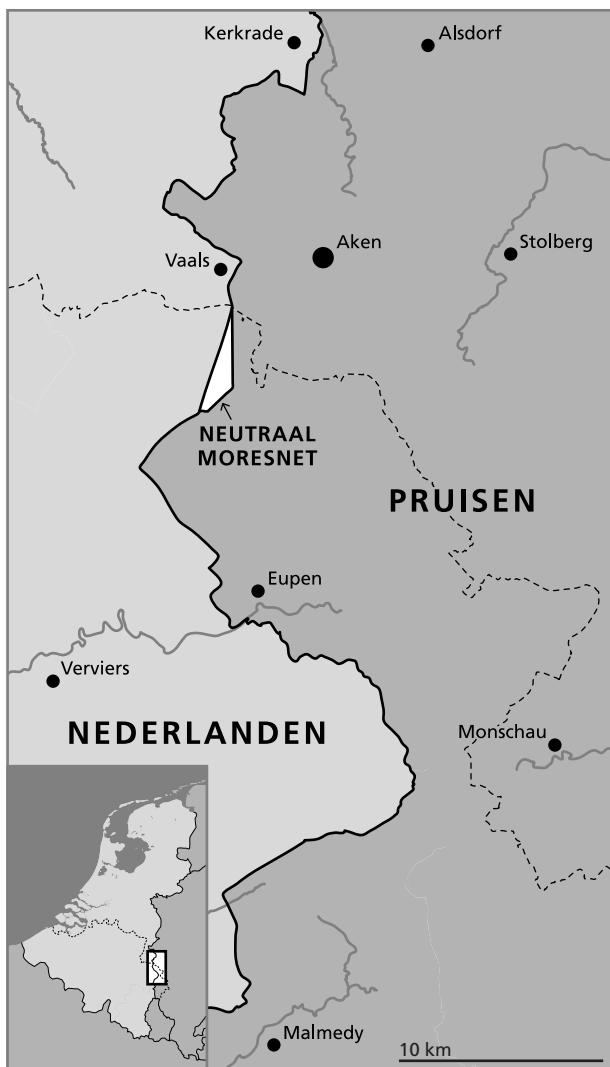 Kerkrade
Alsdorf
Aken
Stolberg
Vaals
NEUTRAAL
MORESNET
PRUISEN
Eupen
Verviers
NEDERLANDEN
Monschau
Malmedy
10 km